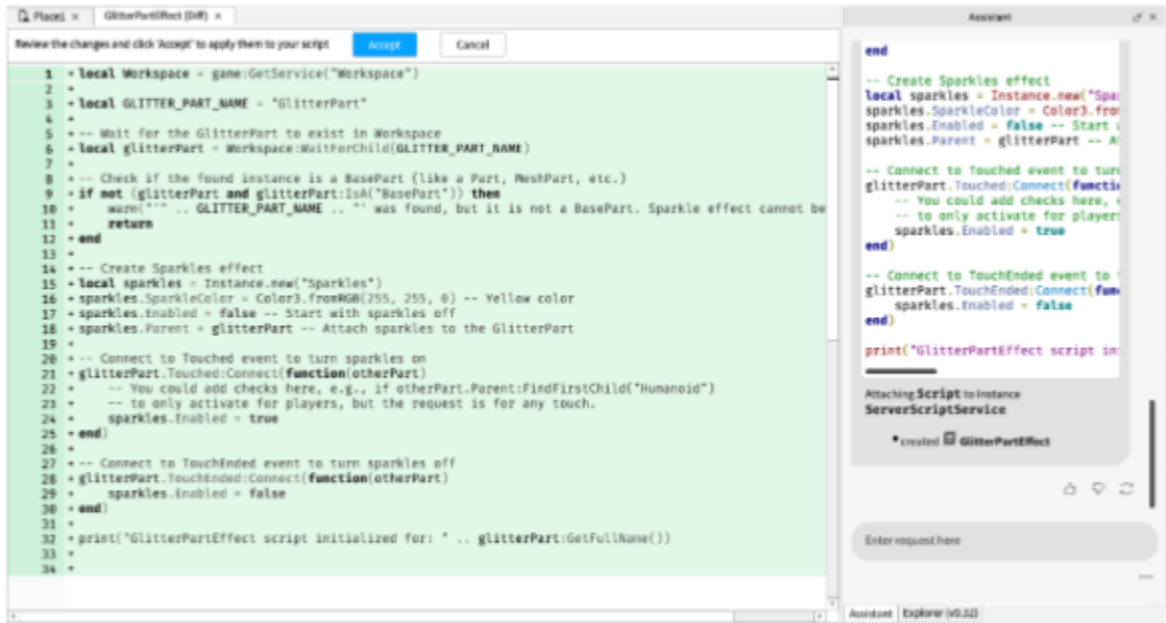 Place1 ×
GlitterPartEffect (Diff) ×
Review the changes and click 'Accept' to apply them to your script
Accept
Cancel
1 + local Workspace = game:GetService("Workspace")
2 +
3 + local GLITTER_PART_NAME = "GlitterPart"
4 +
5 + -- Wait for the GlitterPart to exist in Workspace
6 + local glitterPart = Workspace:WaitForChild(GLITTER_PART_NAME)
7 +
8 + -- Check if the found instance is a BasePart (like a Part, MeshPart, etc.)
9 + if not (glitterPart and glitterPart:IsA("BasePart")) then
10 + warn("'" .. GLITTER_PART_NAME .. "' was found, but it is not a BasePart. Sparkle effect cannot be
11 + return
12 + end
13 +
14 + -- Create Sparkles effect
15 + local sparkles = Instance.new("Sparkles")
16 + sparkles.SparkleColor = Color3.fromRGB(255, 255, 0) -- Yellow color
17 + sparkles.Enabled = false -- Start with sparkles off
18 + sparkles.Parent = glitterPart -- Attach sparkles to the GlitterPart
19 +
20 + -- Connect to Touched event to turn sparkles on
21 + glitterPart.Touched:Connect(function(otherPart)
22 + -- You could add checks here, e.g., if otherPart.Parent:FindFirstChild("Humanoid")
23 + -- to only activate for players, but the request is for any touch.
24 + sparkles.Enabled = true
25 + end)
26 +
27 + -- Connect to TouchEnded event to turn sparkles off
28 + glitterPart.TouchEnded:Connect(function(otherPart)
29 + sparkles.Enabled = false
30 + end)
31 +
32 + print("GlitterPartEffect script initialized for: " .. glitterPart:GetFullName())
33 +
34 +
Assistant
end
-- Create Sparkles effect
local sparkles = Instance.new("Spa
sparkles.SparkleColor = Color3.fro
sparkles.Enabled = false -- Start
sparkles.Parent = glitterPart -- A
-- Connect to Touched event to tur
glitterPart.Touched:Connect(functi
-- You could add checks here,
-- to only activate for players
sparkles.Enabled = true
end)
-- Connect to TouchEnded event to
glitterPart.TouchEnded:Connect(fun
sparkles.Enabled = false
end)
print("GlitterPartEffect script in
Attaching Script to Instance
ServerScriptService
• created GlitterPartEffect
Enter request here
...
Assistant
Explorer (v0.32)